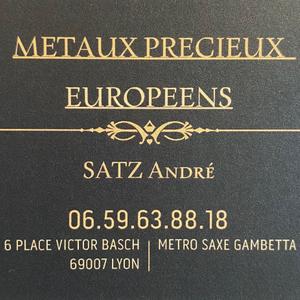 METAUX PRECIEUX
EUROPEENS
SATZ ANDRÉ
06.59.63.88.18
6 PLACE VICTOR BASCH | METRO SAXE GAMBETTA
69007 LYON